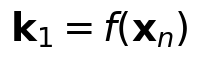 𝐤₁ = f(𝐱ₙ)